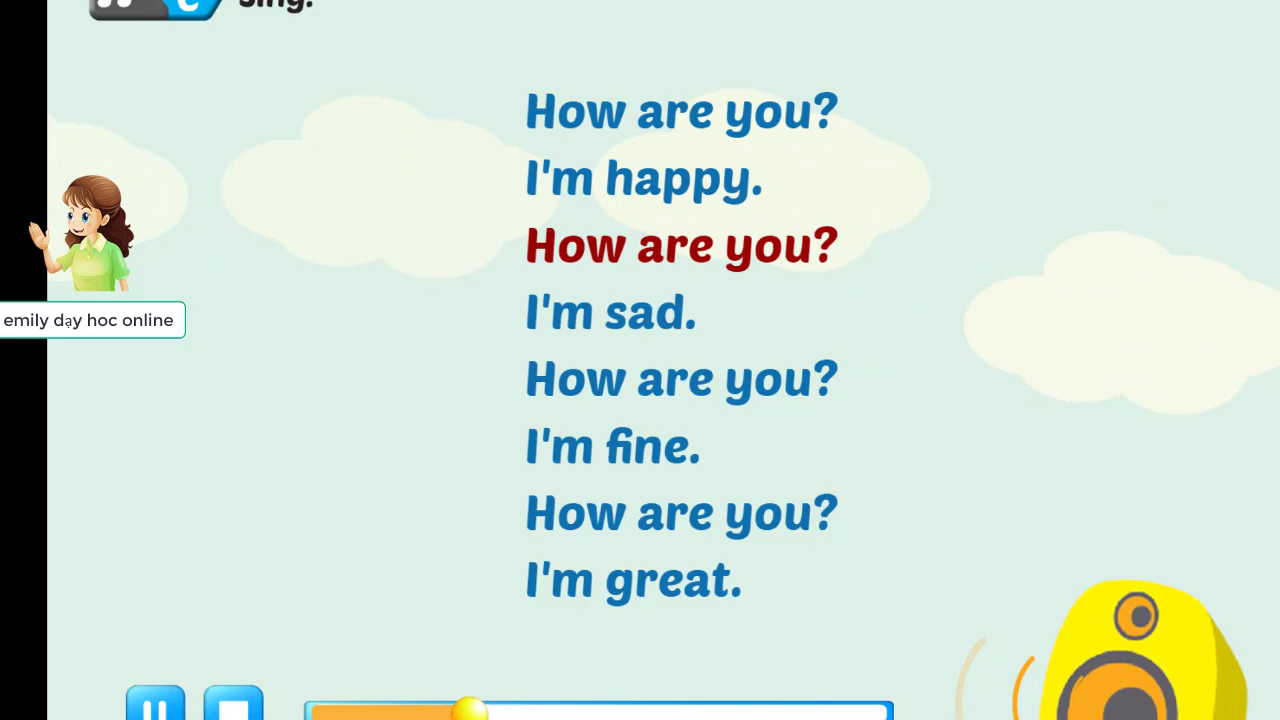 sing.
How are you?
I'm happy.
How are you?
I'm sad.
emily dạy hoc online
How are you?
I'm fine.
How are you?
I'm great.